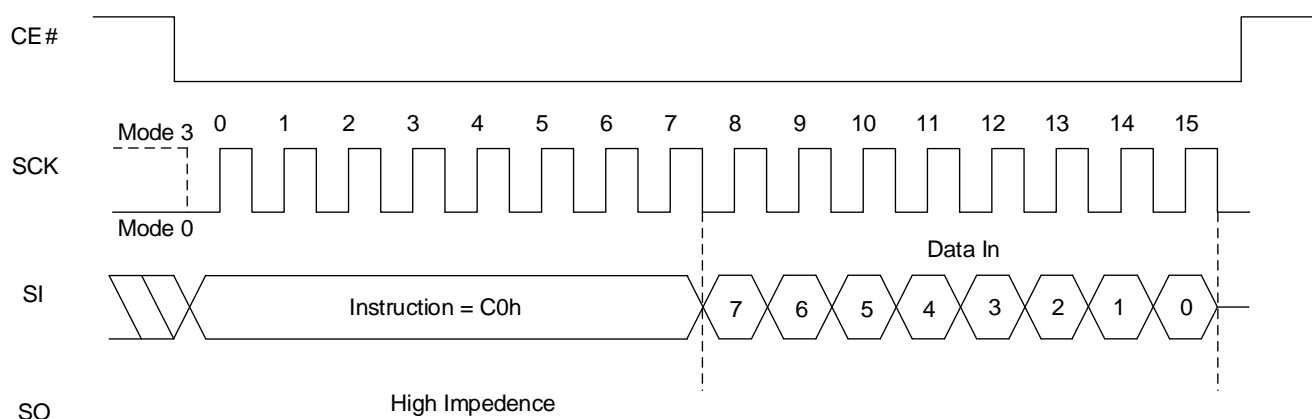 CE#
Mode 3 0 1 2 3 4 5 6 7 8 9 10 11 12 13 14 15
SCK
Mode 0
Data In
SI Instruction = C0h 7 6 5 4 3 2 1 0
High Impedence
SO